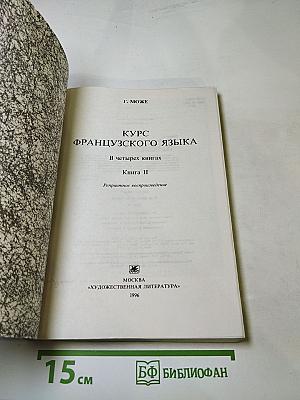 Г. МОЖЕ
КУРС
ФРАНЦУЗСКОГО ЯЗЫКА
В четырех книгах
Книга II
Репринтное воспроизведение
МОСКВА
«ХУДОЖЕСТВЕННАЯ ЛИТЕРАТУРА»
1996
15 см
БФ БИБЛИОФАН